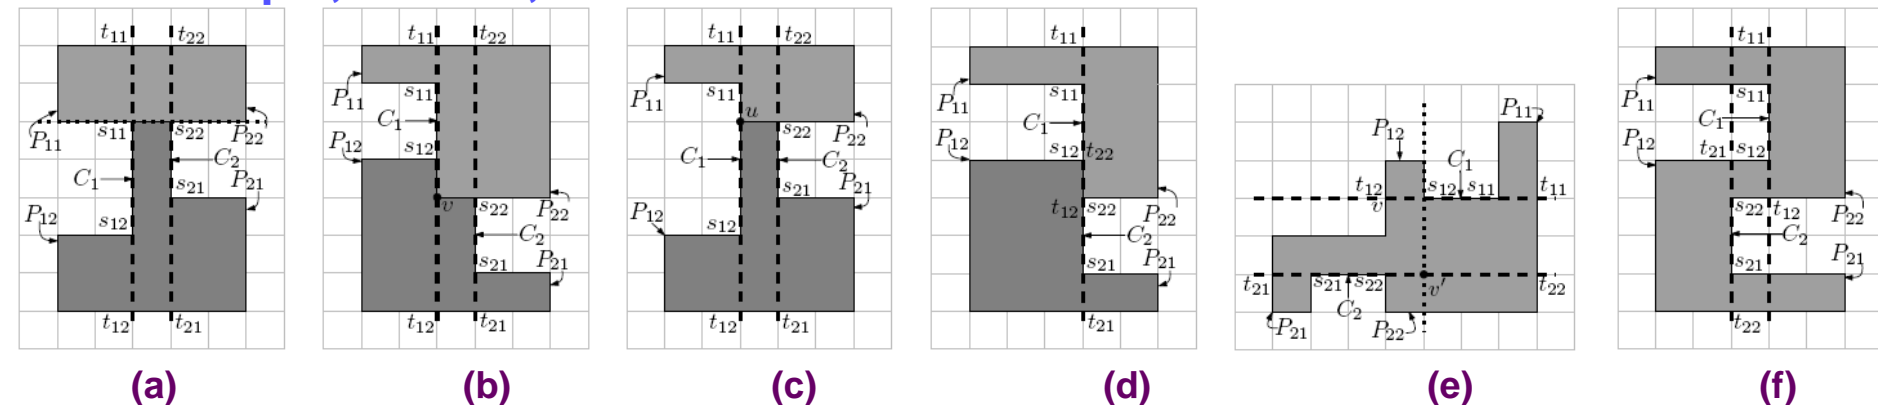 t11 t22
P11 s11 s22 P22
C1 C2
s21 P21
P12 s12
t12 t21
(a)
t11 t22
P11 s11
C1
P12 s12
v s22 P22
C2
s21 P21
t12 t21
(b)
t11 t22
P11 s11
u s22 P22
C1 C2
s21 P21
P12 s12
t12 t21
(c)
t11
P11 s11
C1
P12 s12 t22
t12 s22 P22
C2
s21 P21
t21
(d)
P11
P12
C1
t12 s12 s11 t11
v
t21 s21 s22 t22
v′
C2
P21 P22
(e)
t11
P11 s11
C1
P12 t21 s12
s22 t12 P22
C2
s21 P21
t22
(f)